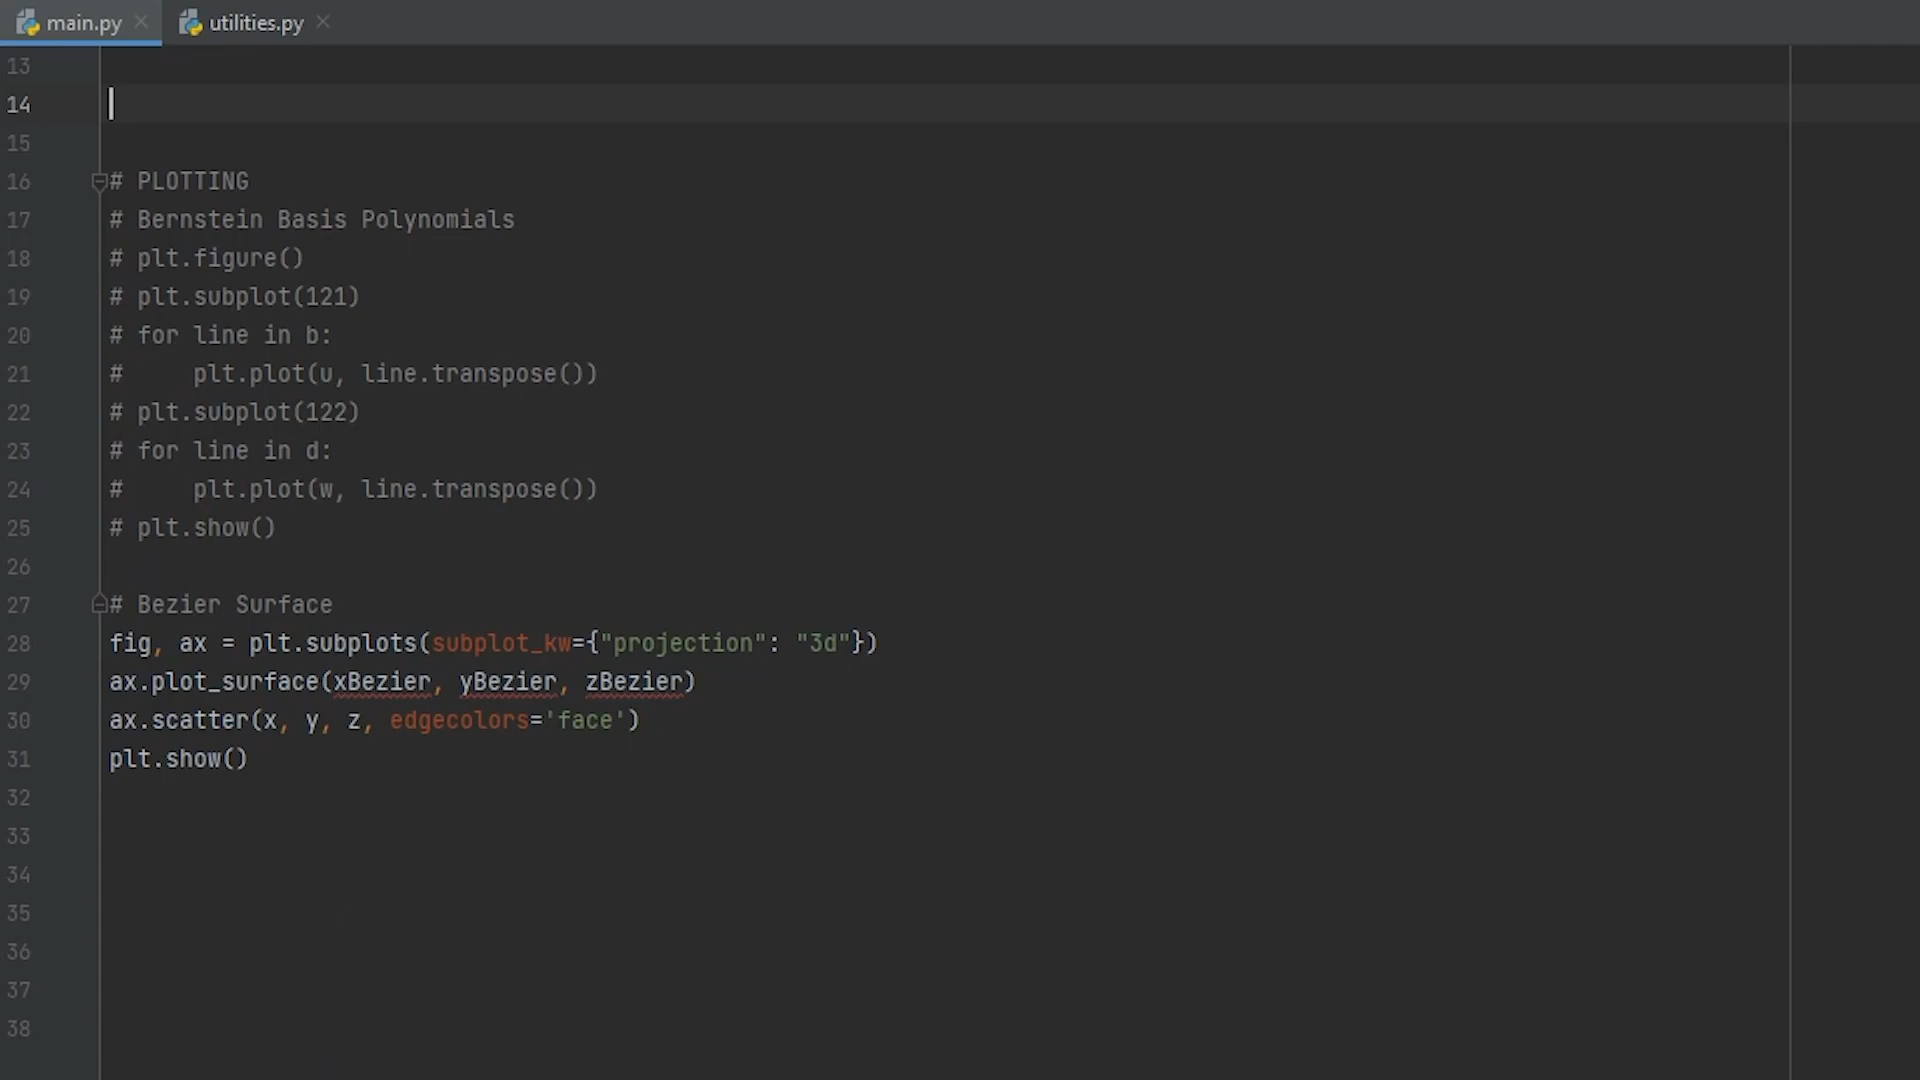 main.py
utilities.py
13
14
15
16 # PLOTTING
17 # Bernstein Basis Polynomials
18 # plt.figure()
19 # plt.subplot(121)
20 # for line in b:
21 #     plt.plot(u, line.transpose())
22 # plt.subplot(122)
23 # for line in d:
24 #     plt.plot(w, line.transpose())
25 # plt.show()
26
27 # Bezier Surface
28 fig, ax = plt.subplots(subplot_kw={"projection": "3d"})
29 ax.plot_surface(xBezier, yBezier, zBezier)
30 ax.scatter(x, y, z, edgecolors='face')
31 plt.show()
32
33
34
35
36
37
38